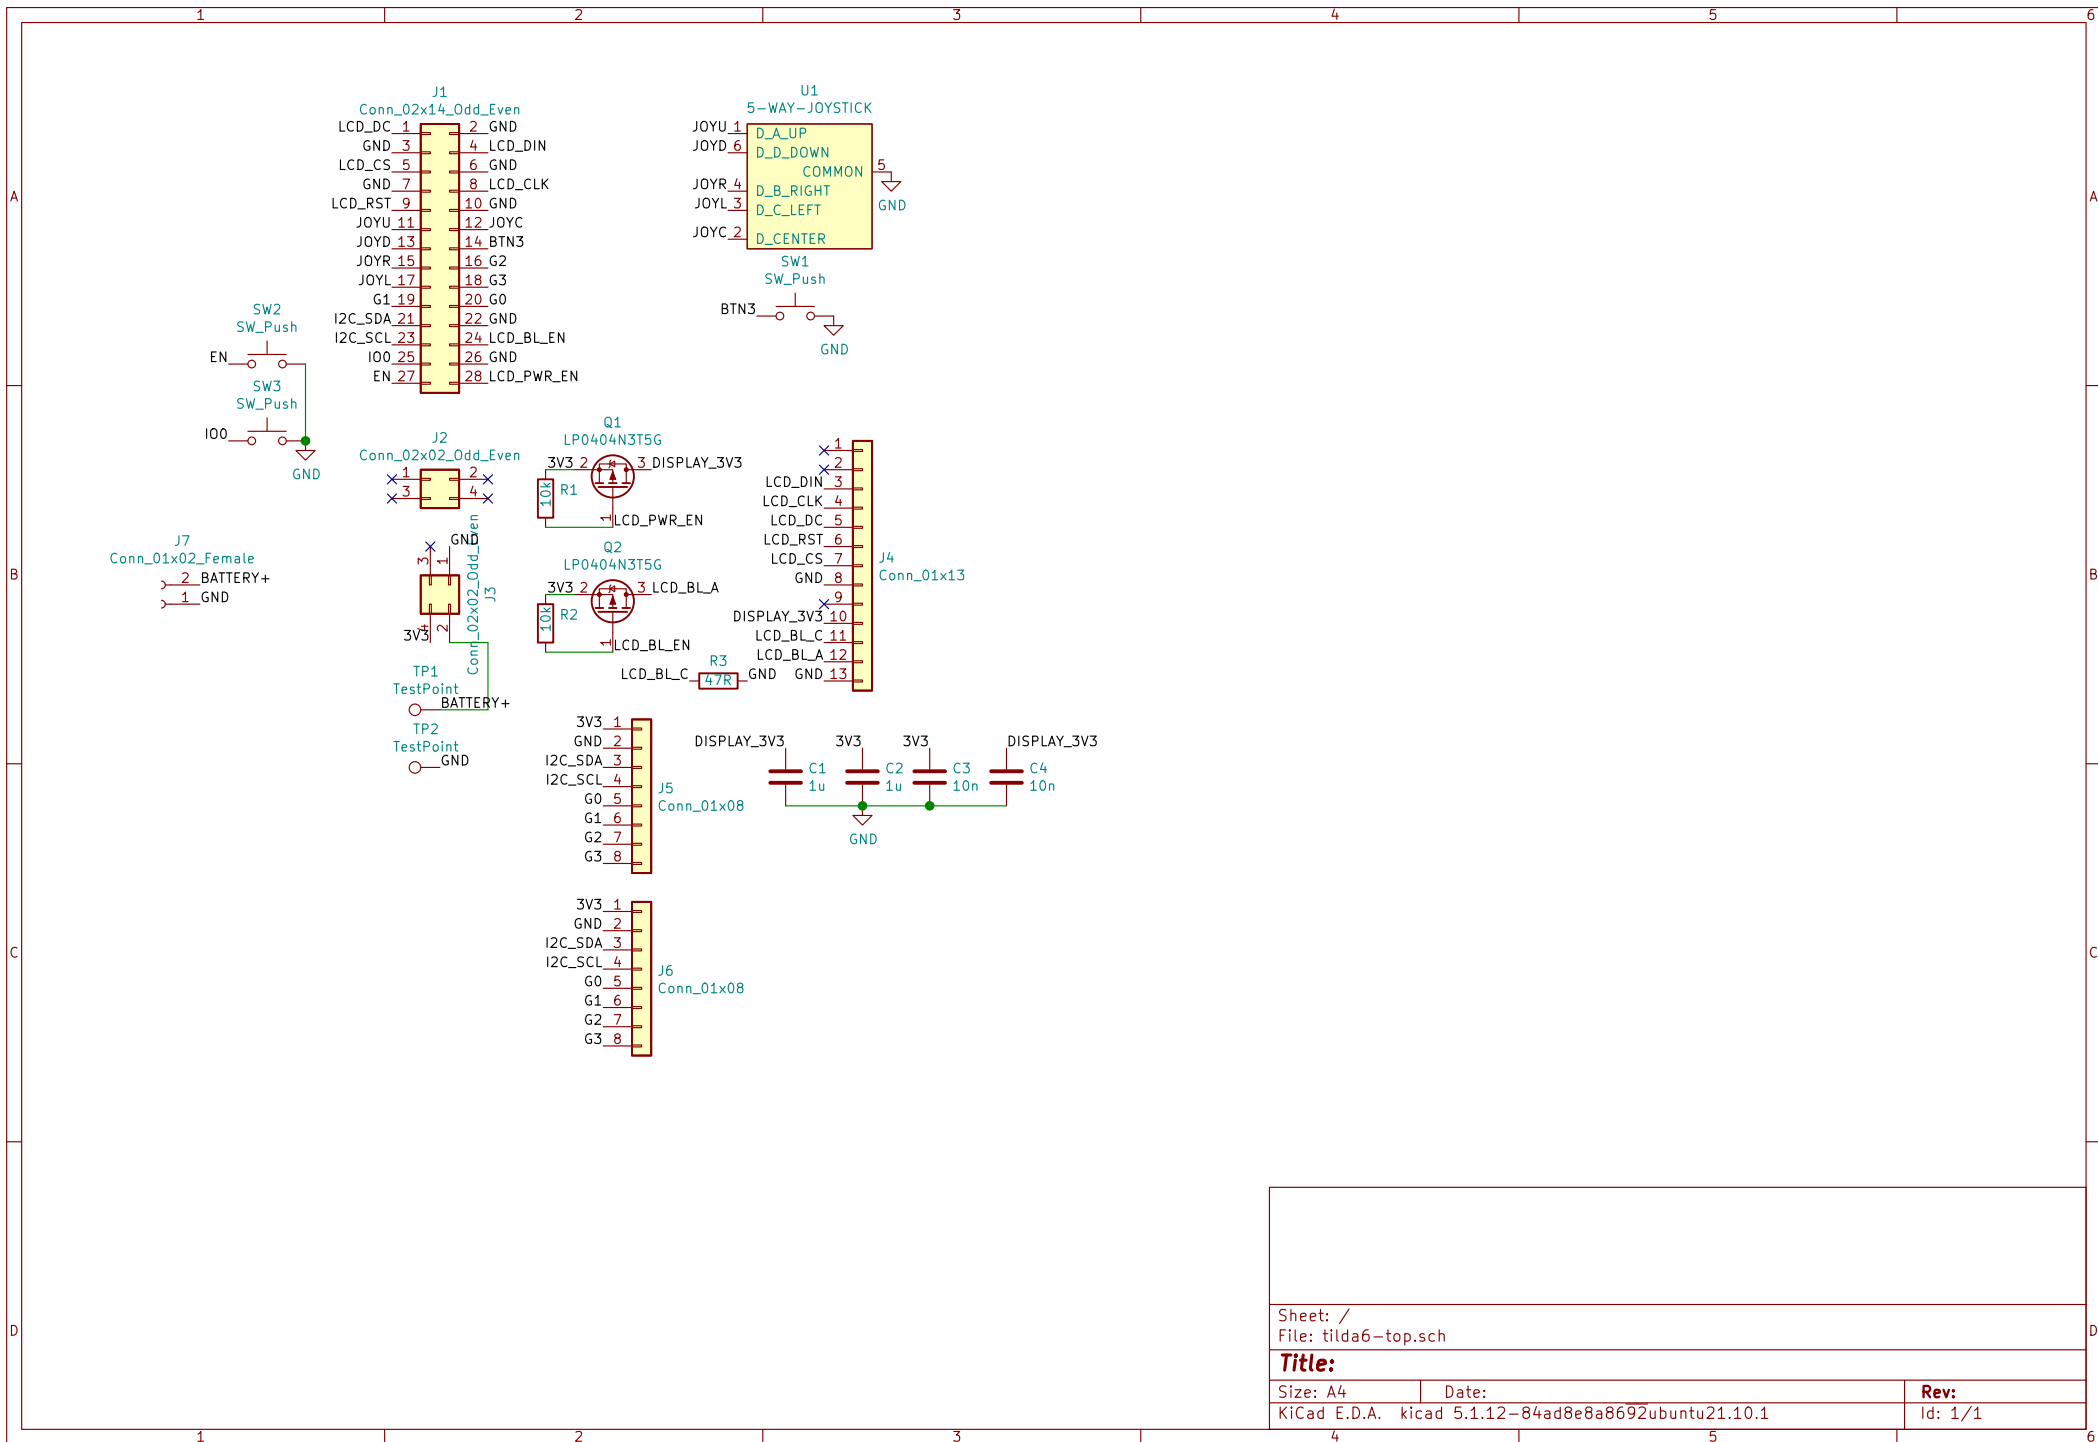 1 2 3 4 5 6
A A
B B
C C
D D
J1
Conn_02x14_Odd_Even
LCD_DC 1 2 GND
GND 3 4 LCD_DIN
LCD_CS 5 6 GND
GND 7 8 LCD_CLK
LCD_RST 9 10 GND
JOYU 11 12 JOYC
JOYD 13 14 BTN3
JOYR 15 16 G2
JOYL 17 18 G3
G1 19 20 G0
I2C_SDA 21 22 GND
I2C_SCL 23 24 LCD_BL_EN
IO0 25 26 GND
EN 27 28 LCD_PWR_EN
U1
5-WAY-JOYSTICK
JOYU 1 D_A_UP
JOYD 6 D_D_DOWN
COMMON 5
JOYR 4 D_B_RIGHT
GND
JOYL 3 D_C_LEFT
JOYC 2 D_CENTER
SW1
SW_Push
BTN3
GND
SW2
SW_Push
EN
SW3
SW_Push
IO0
GND
J2
Conn_02x02_Odd_Even
1 2
3 4
Q1
LP0404N3T5G
3V3 2 3 DISPLAY_3V3
10k R1
1 LCD_PWR_EN
Q2
LP0404N3T5G
3V3 2 3 LCD_BL_A
10k R2
1 LCD_BL_EN
J7
Conn_01x02_Female
2 BATTERY+
1 GND
GND
3 1
J3
Conn_02x02_Odd_Even
3V3 4 2
TP1
TestPoint
BATTERY+
TP2
TestPoint
GND
1
2
LCD_DIN 3
LCD_CLK 4
LCD_DC 5
LCD_RST 6
LCD_CS 7
GND 8
9
DISPLAY_3V3 10
LCD_BL_C 11
LCD_BL_A 12
GND 13
J4
Conn_01x13
R3
LCD_BL_C 47R GND
3V3 1
GND 2
I2C_SDA 3
I2C_SCL 4
G0 5
G1 6
G2 7
G3 8
J5
Conn_01x08
DISPLAY_3V3 3V3 3V3 DISPLAY_3V3
C1 C2 C3 C4
1u 1u 10n 10n
GND
3V3 1
GND 2
I2C_SDA 3
I2C_SCL 4
G0 5
G1 6
G2 7
G3 8
J6
Conn_01x08
Sheet: /
File: tilda6-top.sch
Title:
Size: A4 Date: Rev:
KiCad E.D.A. kicad 5.1.12-84ad8e8a8692ubuntu21.10.1 Id: 1/1
1 2 3 4 5 6